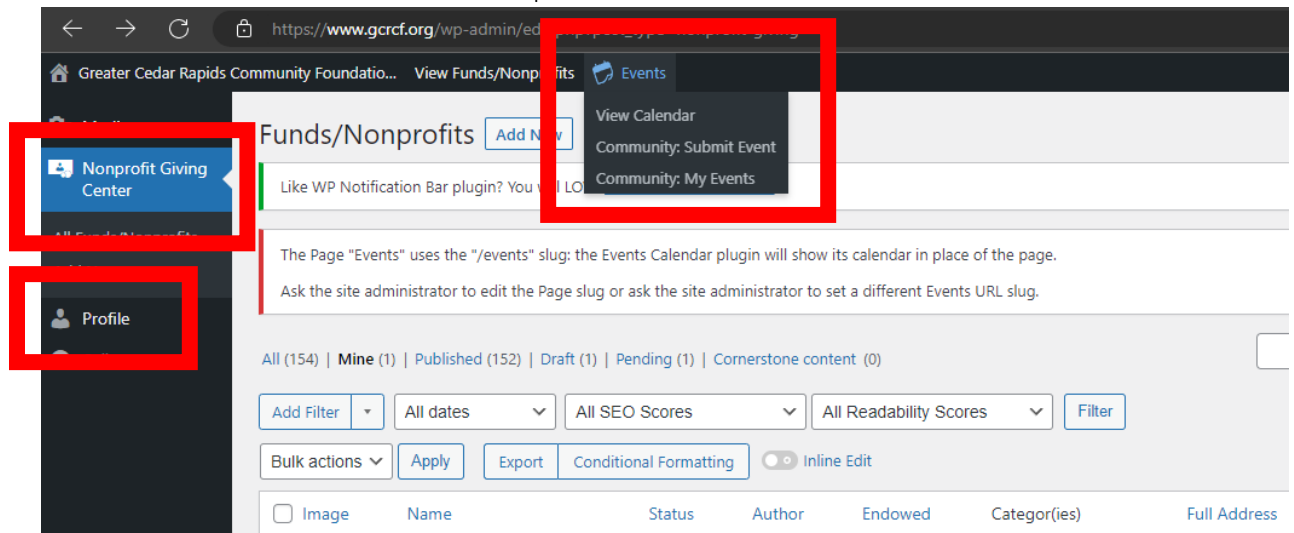 https://www.gcrcf.org/wp-admin/ed
Greater Cedar Rapids Community Foundatio... View Funds/Nonprofits Events
View Calendar
Community: Submit Event
Community: My Events
Nonprofit Giving
Center
Profile
Funds/Nonprofits Add New
Like WP Notification Bar plugin? You will LO
The Page "Events" uses the "/events" slug: the Events Calendar plugin will show its calendar in place of the page.
Ask the site administrator to edit the Page slug or ask the site administrator to set a different Events URL slug.
All (154) | Mine (1) | Published (152) | Draft (1) | Pending (1) | Cornerstone content (0)
Add Filter All dates All SEO Scores All Readability Scores Filter
Bulk actions Apply Export Conditional Formatting Inline Edit
Image Name Status Author Endowed Categor(ies) Full Address